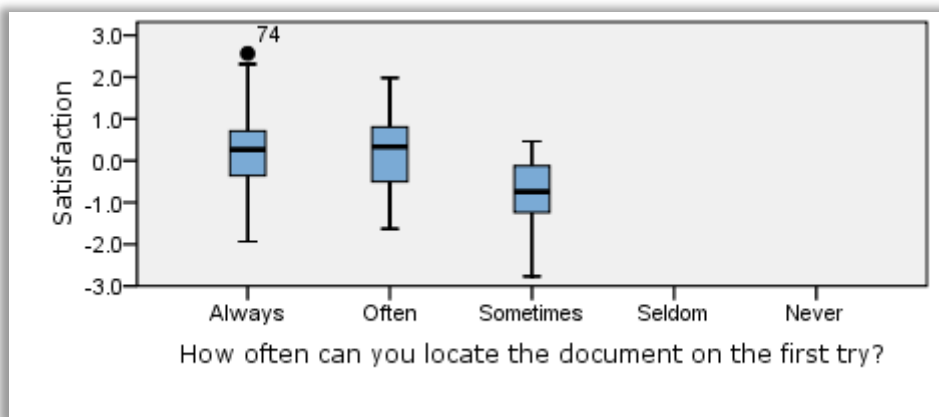 74
3.0
2.0
1.0
0.0
-1.0
-2.0
-3.0
Satisfaction
Always Often Sometimes Seldom Never
How often can you locate the document on the first try?